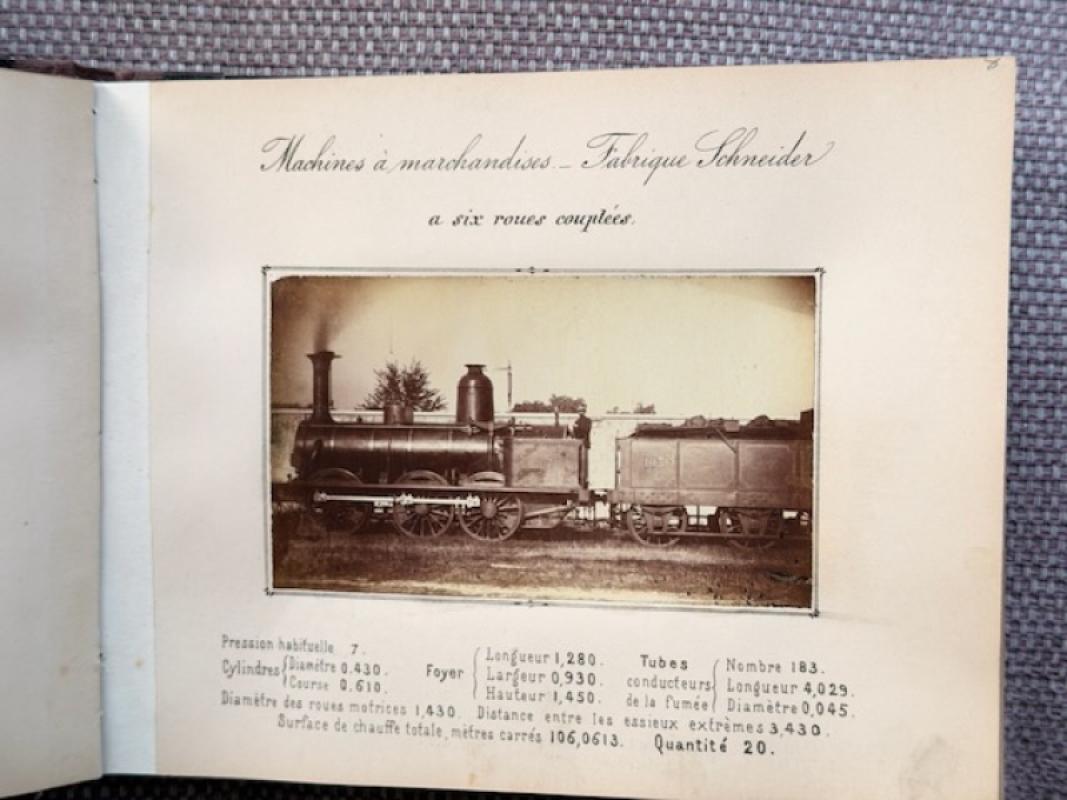 Machines à marchandises. _ Fabrique Schneider
a six roues couplées.
Pression habituelle 7.
Cylindres { Diamètre 0.430.
Course 0.610.
Foyer { Longueur 1,280.
Largeur 0,930.
Hauteur 1,450.
Tubes conducteurs de la fumée { Nombre 183.
Longueur 4,029.
Diamètre 0,045.
Diamètre des roues motrices 1,430. Distance entre les essieux extrèmes 3,430.
Surface de chauffe totale, mètres carrés 106,0613. Quantité 20.